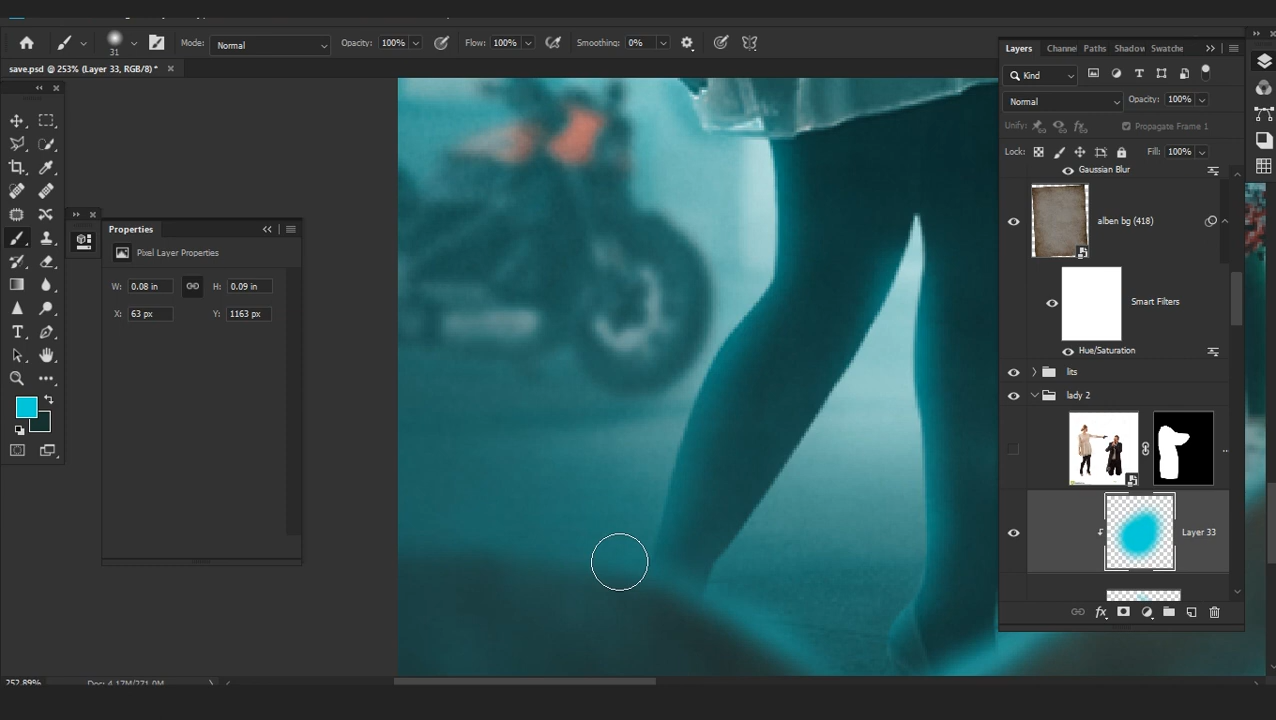 Mode:
Normal
Opacity:
100%
Flow:
100%
Smoothing:
0%
31
save.psd @ 253% (Layer 33, RGB/8) *
Properties
Pixel Layer Properties
W:
0.08 in
H:
0.09 in
X:
63 px
Y:
1163 px
Layers
Channel
Paths
Shadow
Swatche
Kind
Normal
Opacity:
100%
Unify:
Propagate Frame 1
Lock:
Fill:
100%
Gaussian Blur
alben bg (418)
Smart Filters
Hue/Saturation
lits
lady 2
Layer 33
fx
252.89%
Doc: 4.17M/271.0M